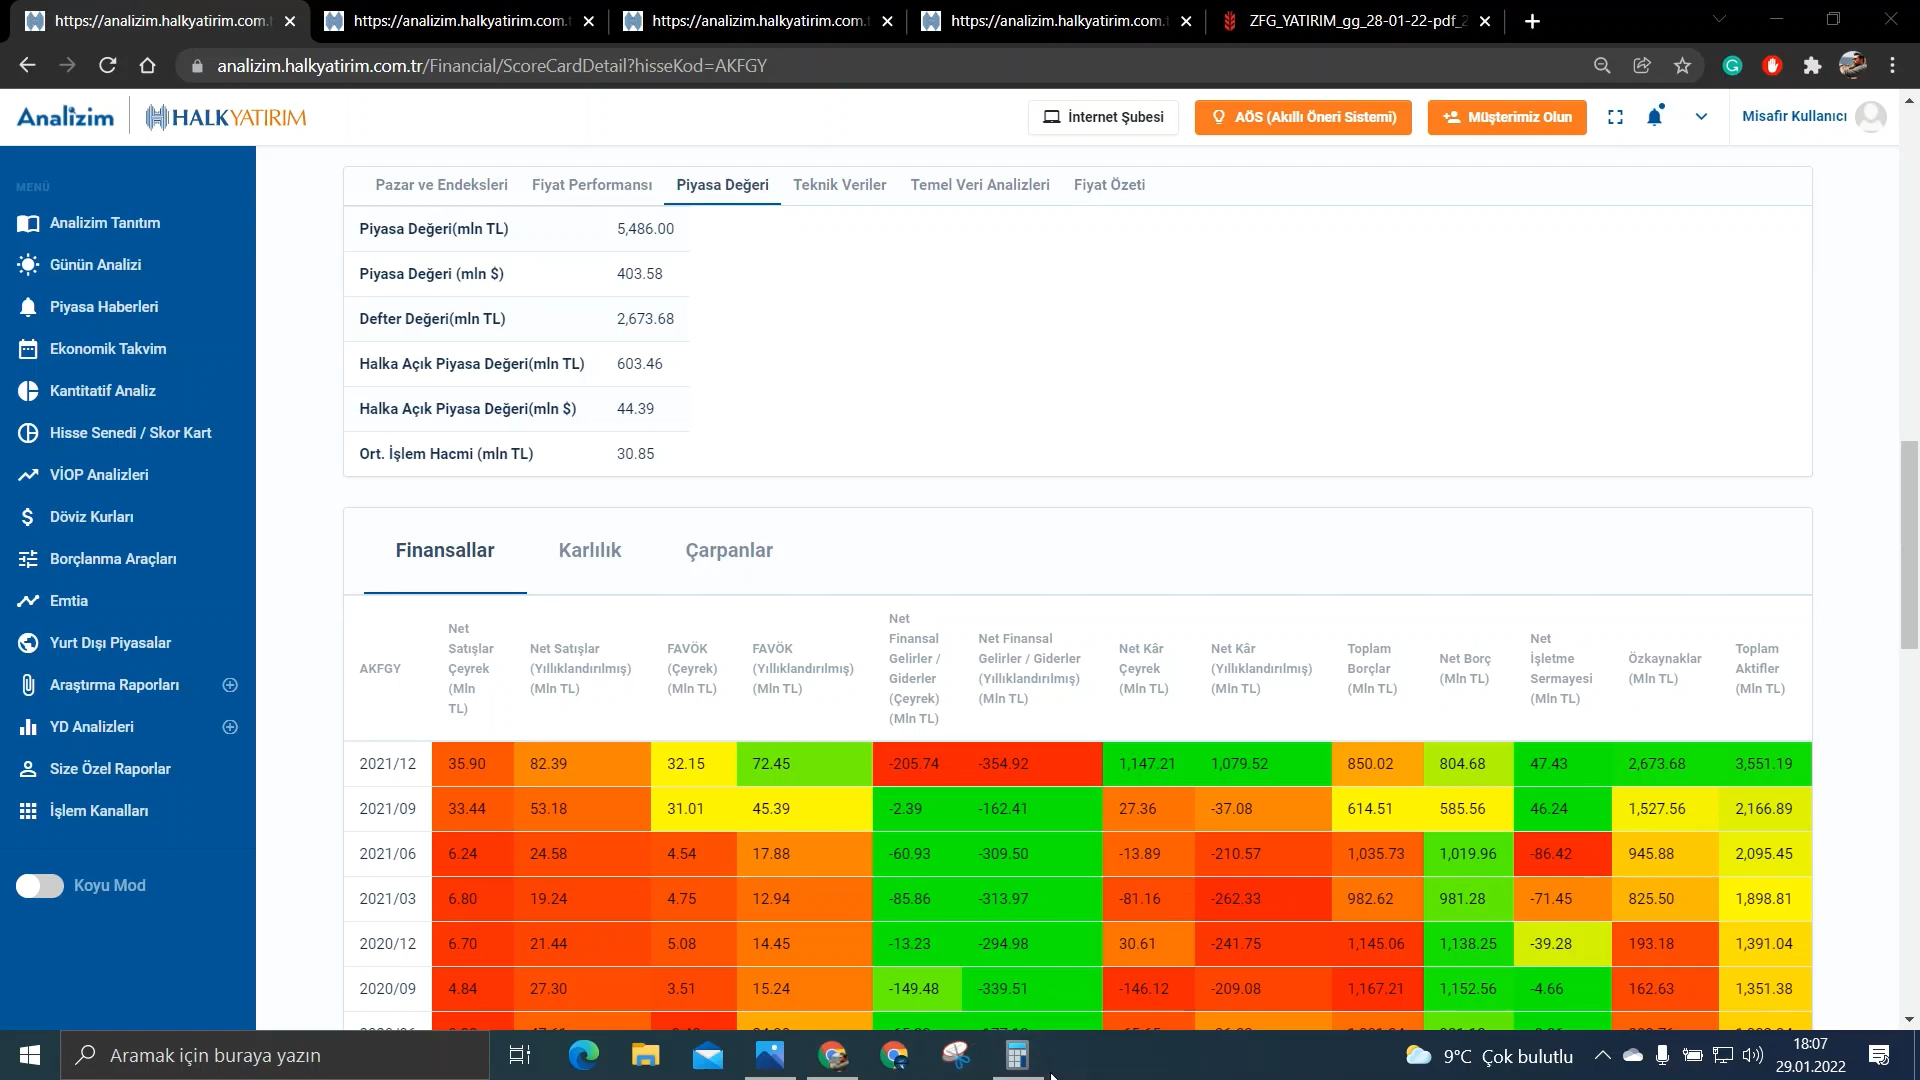 https://analizim.halkyatirim.com.t
https://analizim.halkyatirim.com.t
https://analizim.halkyatirim.com.t
https://analizim.halkyatirim.com.t
ZFG_YATIRIM_gg_28-01-22-pdf_2
analizim.halkyatirim.com.tr/Financial/ScoreCardDetail?hisseKod=AKFGY
Analizim
HALKYATIRIM
İnternet Şubesi
AÖS (Akıllı Öneri Sistemi)
Müşterimiz Olun
Misafir Kullanıcı
MENÜ
Analizim Tanıtım
Günün Analizi
Piyasa Haberleri
Ekonomik Takvim
Kantitatif Analiz
Hisse Senedi / Skor Kart
VİOP Analizleri
Döviz Kurları
Borçlanma Araçları
Emtia
Yurt Dışı Piyasalar
Araştırma Raporları
YD Analizleri
Size Özel Raporlar
İşlem Kanalları
Koyu Mod
Pazar ve Endeksleri Fiyat Performansı Piyasa Değeri Teknik Veriler Temel Veri Analizleri Fiyat Özeti
Piyasa Değeri(mln TL) 5,486.00
Piyasa Değeri (mln $) 403.58
Defter Değeri(mln TL) 2,673.68
Halka Açık Piyasa Değeri(mln TL) 603.46
Halka Açık Piyasa Değeri(mln $) 44.39
Ort. İşlem Hacmi (mln TL) 30.85
Finansallar Karlılık Çarpanlar
AKFGY
Net
Satışlar
Çeyrek
(Mln
TL)
Net Satışlar
(Yıllıklandırılmış)
(Mln TL)
FAVÖK
(Çeyrek)
(Mln TL)
FAVÖK
(Yıllıklandırılmış)
(Mln TL)
Net
Finansal
Gelirler /
Giderler
(Çeyrek)
(Mln TL)
Net Finansal
Gelirler / Giderler
(Yıllıklandırılmış)
(Mln TL)
Net Kâr
Çeyrek
(Mln TL)
Net Kâr
(Yıllıklandırılmış)
(Mln TL)
Toplam
Borçlar
(Mln TL)
Net Borç
(Mln TL)
Net
İşletme
Sermayesi
(Mln TL)
Özkaynaklar
(Mln TL)
Toplam
Aktifler
(Mln TL)
2021/12 35.90 82.39 32.15 72.45 -205.74 -354.92 1,147.21 1,079.52 850.02 804.68 47.43 2,673.68 3,551.19
2021/09 33.44 53.18 31.01 45.39 -2.39 -162.41 27.36 -37.08 614.51 585.56 46.24 1,527.56 2,166.89
2021/06 6.24 24.58 4.54 17.88 -60.93 -309.50 -13.89 -210.57 1,035.73 1,019.96 -86.42 945.88 2,095.45
2021/03 6.80 19.24 4.75 12.94 -85.86 -313.97 -81.16 -262.33 982.62 981.28 -71.45 825.50 1,898.81
2020/12 6.70 21.44 5.08 14.45 -13.23 -294.98 30.61 -241.75 1,145.06 1,138.25 -39.28 193.18 1,391.04
2020/09 4.84 27.30 3.51 15.24 -149.48 -339.51 -146.12 -209.08 1,167.21 1,152.56 -4.66 162.63 1,351.38
Aramak için buraya yazın
9°C Çok bulutlu
18:07
29.01.2022